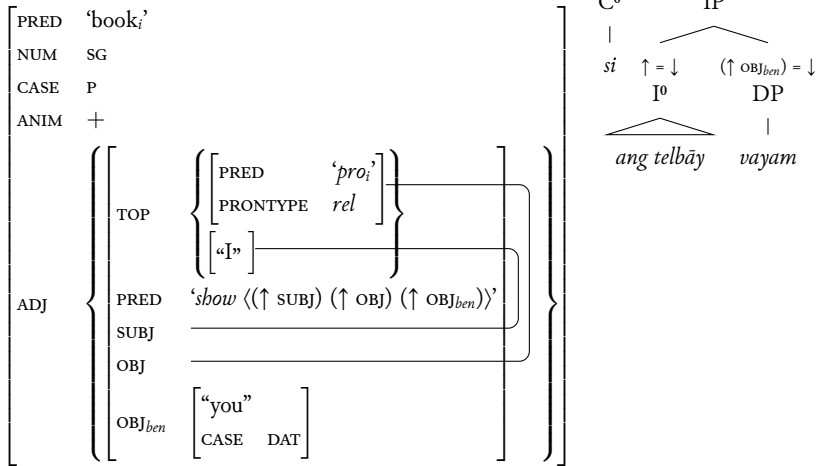 PRED ‘bookᵢ’
NUM SG
CASE P
ANIM +
ADJ
TOP
PRED ‘proᵢ’
PRONTYPE rel
“I”
PRED ‘show ⟨(↑ SUBJ) (↑ OBJ) (↑ OBJben)⟩’
SUBJ
OBJ
OBJben
“you”
CASE DAT
C⁰ IP
si ↑ = ↓ (↑ OBJben) = ↓
I⁰ DP
ang telbāy vayam